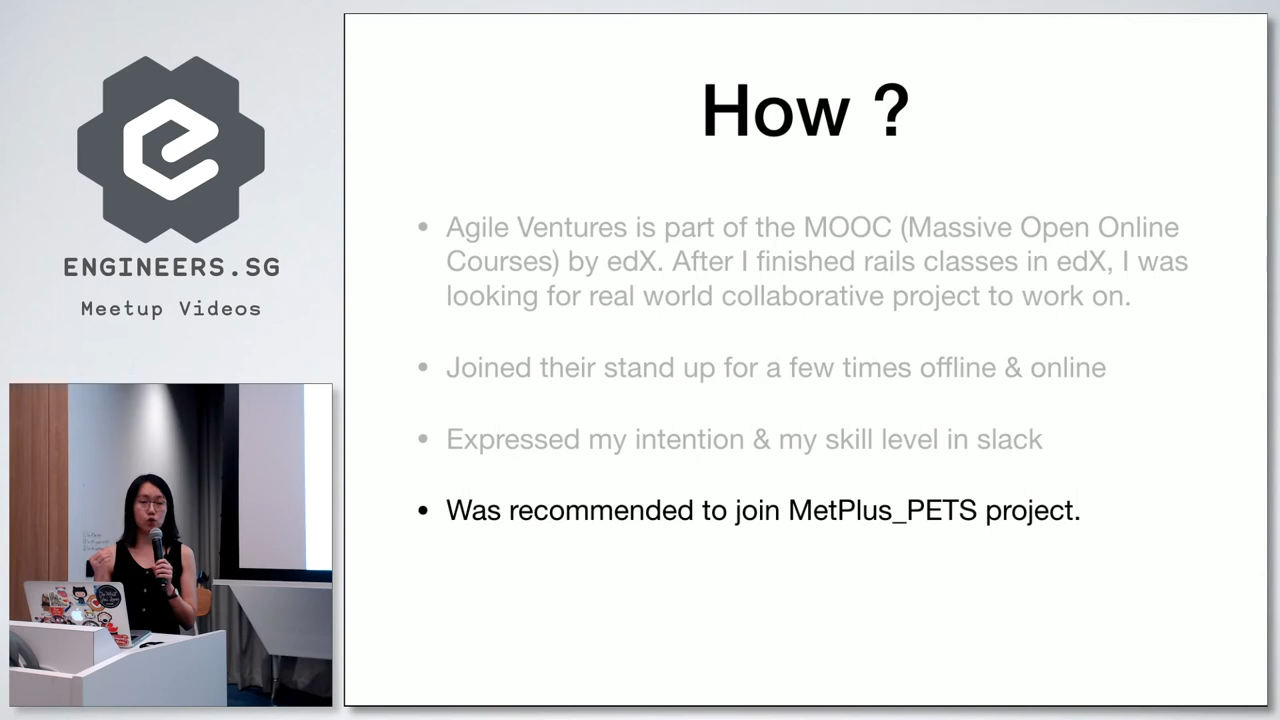 ENGINEERS.SG
Meetup Videos
How ?
• Agile Ventures is part of the MOOC (Massive Open Online
Courses) by edX. After I finished rails classes in edX, I was
looking for real world collaborative project to work on.
• Joined their stand up for a few times offline & online
• Expressed my intention & my skill level in slack
• Was recommended to join MetPlus_PETS project.